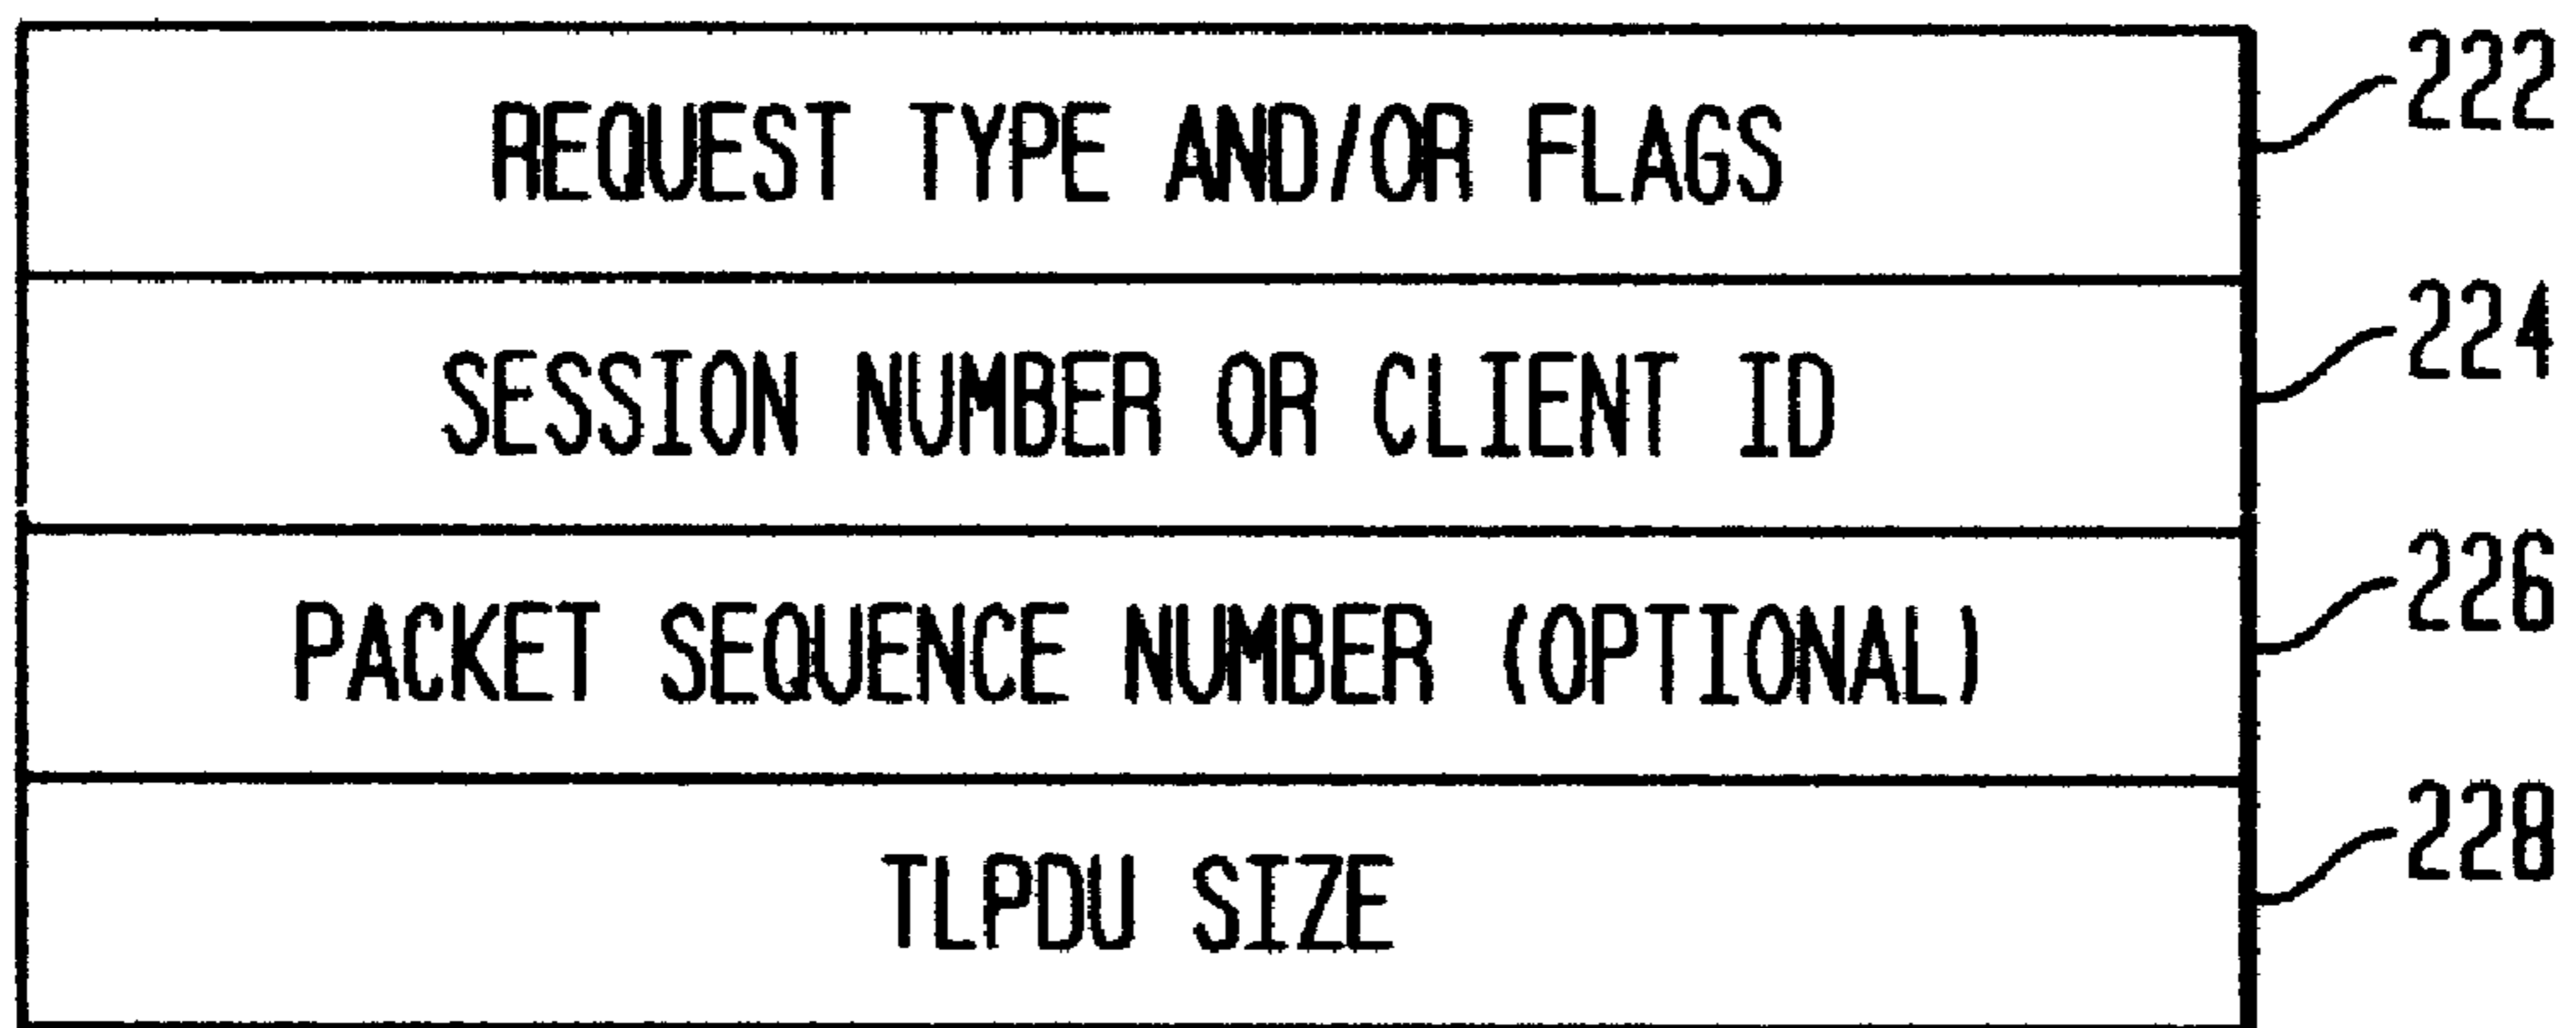 REQUEST TYPE AND/OR FLAGS 222
SESSION NUMBER OR CLIENT ID 224
PACKET SEQUENCE NUMBER (OPTIONAL) 226
TLPDU SIZE 228